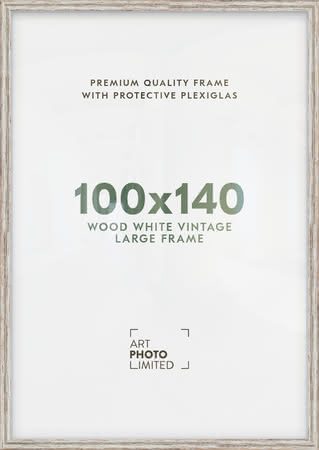 PREMIUM QUALITY FRAME
WITH PROTECTIVE PLEXIGLAS
100x140
WOOD WHITE VINTAGE
LARGE FRAME
ART
PHOTO
LIMITED